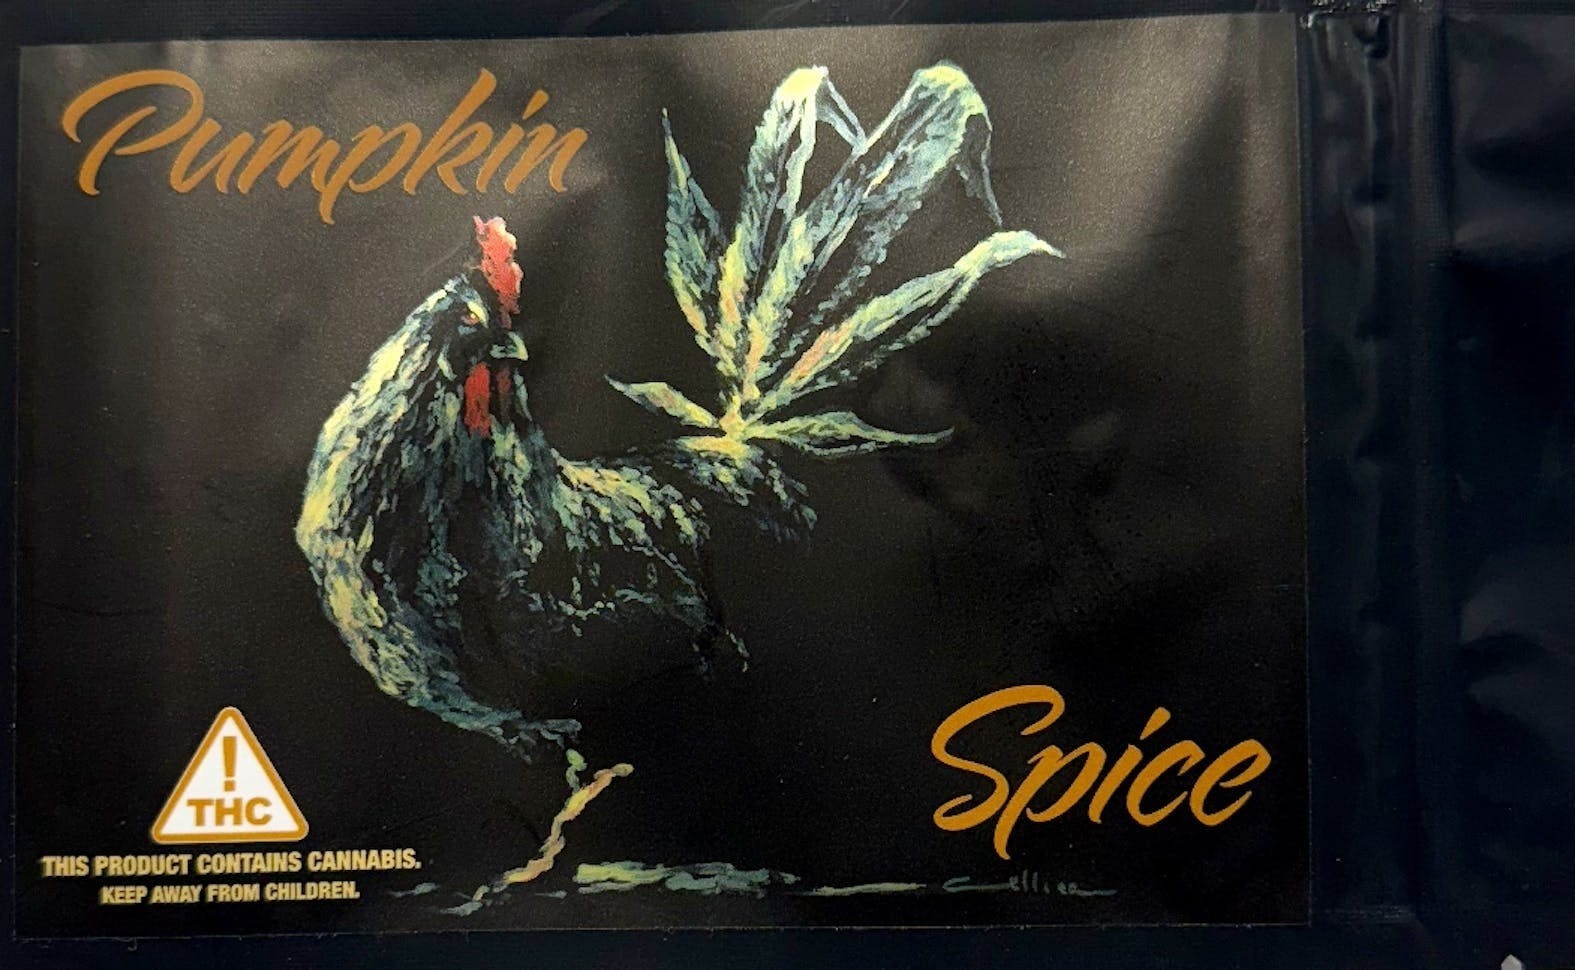 Pumpkin
Spice
!
THC
THIS PRODUCT CONTAINS CANNABIS.
KEEP AWAY FROM CHILDREN.